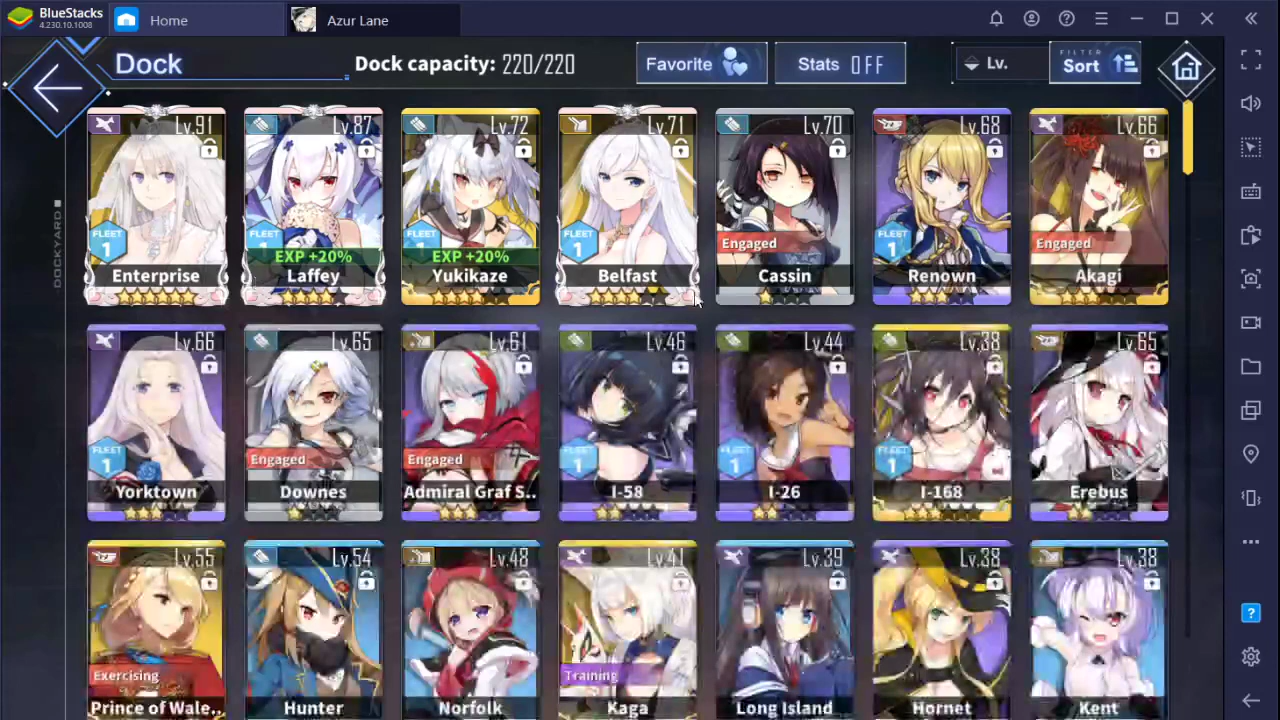 BlueStacks
4.230.10.1008
Home
Azur Lane
Dock
Dock capacity: 220/220
Favorite
Stats OFF
Lv.
FILTER
Sort
DOCKYARD
Lv.91
FLEET
1
Enterprise
Lv.87
FLEET
1
EXP +20%
Laffey
Lv.72
FLEET
1
EXP +20%
Yukikaze
Lv.71
FLEET
1
Belfast
Lv.70
Engaged
Cassin
Lv.68
FLEET
1
Renown
Lv.66
Engaged
Akagi
Lv.66
FLEET
1
Yorktown
Lv.65
Engaged
Downes
Lv.61
Engaged
Admiral Graf S..
Lv.46
FLEET
1
I-58
Lv.44
FLEET
1
I-26
Lv.38
FLEET
1
I-168
Lv.65
Erebus
Lv.55
Exercising
Prince of Wale..
Lv.54
Hunter
Lv.48
Norfolk
Lv.41
Training
Kaga
Lv.39
Long Island
Lv.38
Hornet
Lv.38
Kent